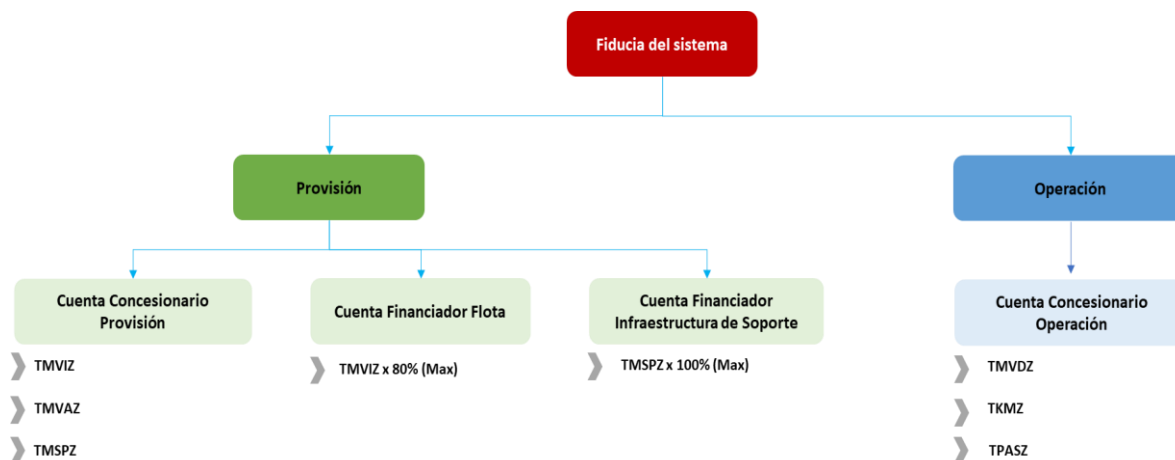 Fiducia del sistema
Provisión
Operación
Cuenta Concesionario
Provisión
Cuenta Financiador Flota
Cuenta Financiador
Infraestructura de Soporte
Cuenta Concesionario
Operación
TMVIZ
TMVAZ
TMSPZ
TMVIZ x 80% (Max)
TMSPZ x 100% (Max)
TMVDZ
TKMZ
TPASZ